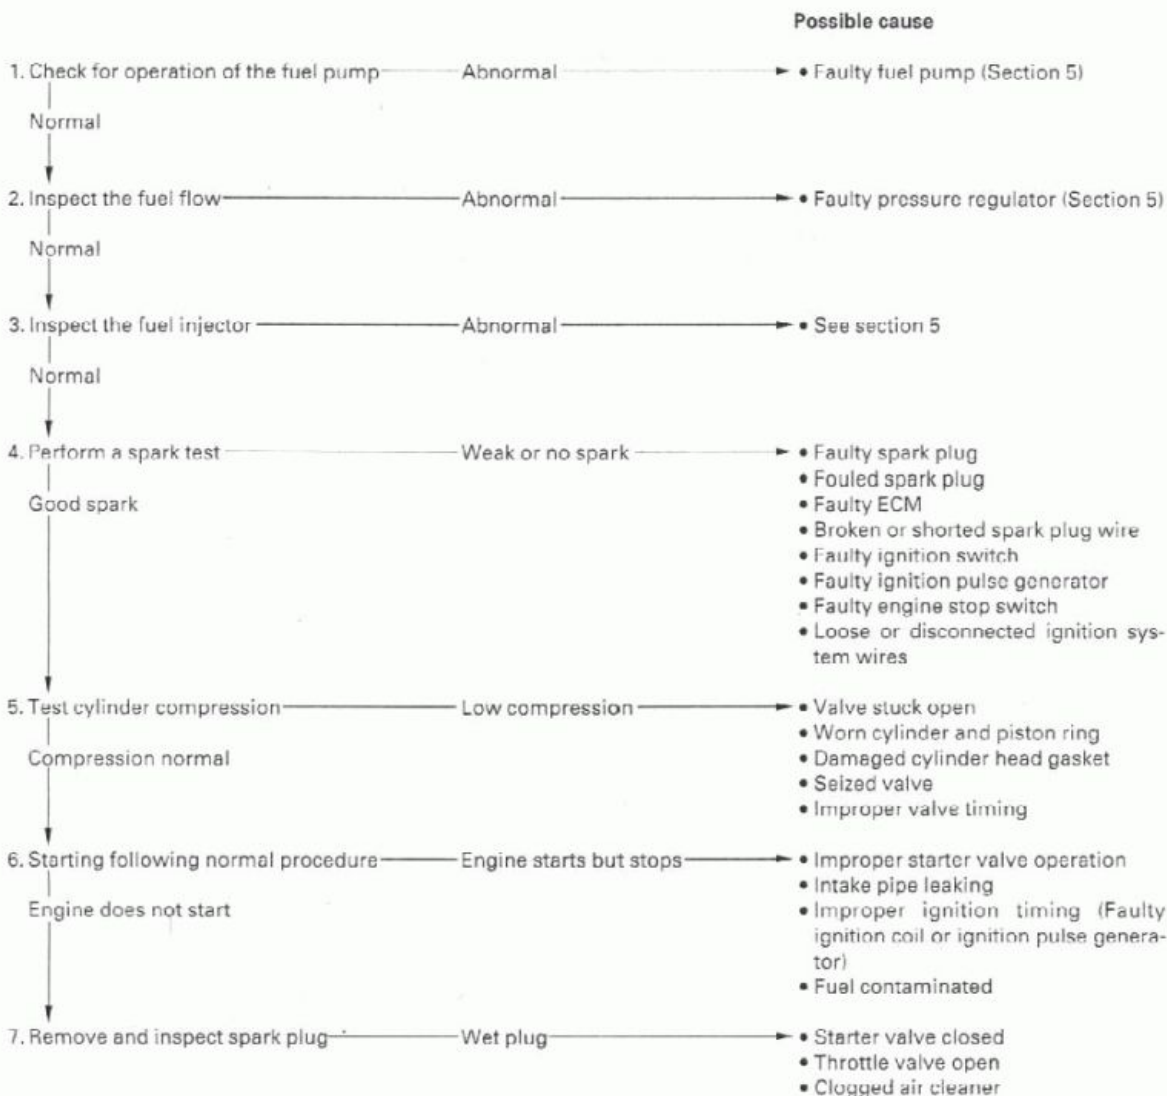 Possible cause
1. Check for operation of the fuel pump Abnormal • Faulty fuel pump (Section 5)
Normal
2. Inspect the fuel flow Abnormal • Faulty pressure regulator (Section 5)
Normal
3. Inspect the fuel injector Abnormal • See section 5
Normal
4. Perform a spark test Weak or no spark • Faulty spark plug
• Fouled spark plug
Good spark
• Faulty ECM
• Broken or shorted spark plug wire
• Faulty ignition switch
• Faulty ignition pulse generator
• Faulty engine stop switch
• Loose or disconnected ignition sys-
tem wires
5. Test cylinder compression Low compression • Valve stuck open
• Worn cylinder and piston ring
Compression normal
• Damaged cylinder head gasket
• Seized valve
• Improper valve timing
6. Starting following normal procedure Engine starts but stops • Improper starter valve operation
• Intake pipe leaking
Engine does not start
• Improper ignition timing (Faulty
ignition coil or ignition pulse genera-
tor)
• Fuel contaminated
7. Remove and inspect spark plug Wet plug • Starter valve closed
• Throttle valve open
• Clogged air cleaner